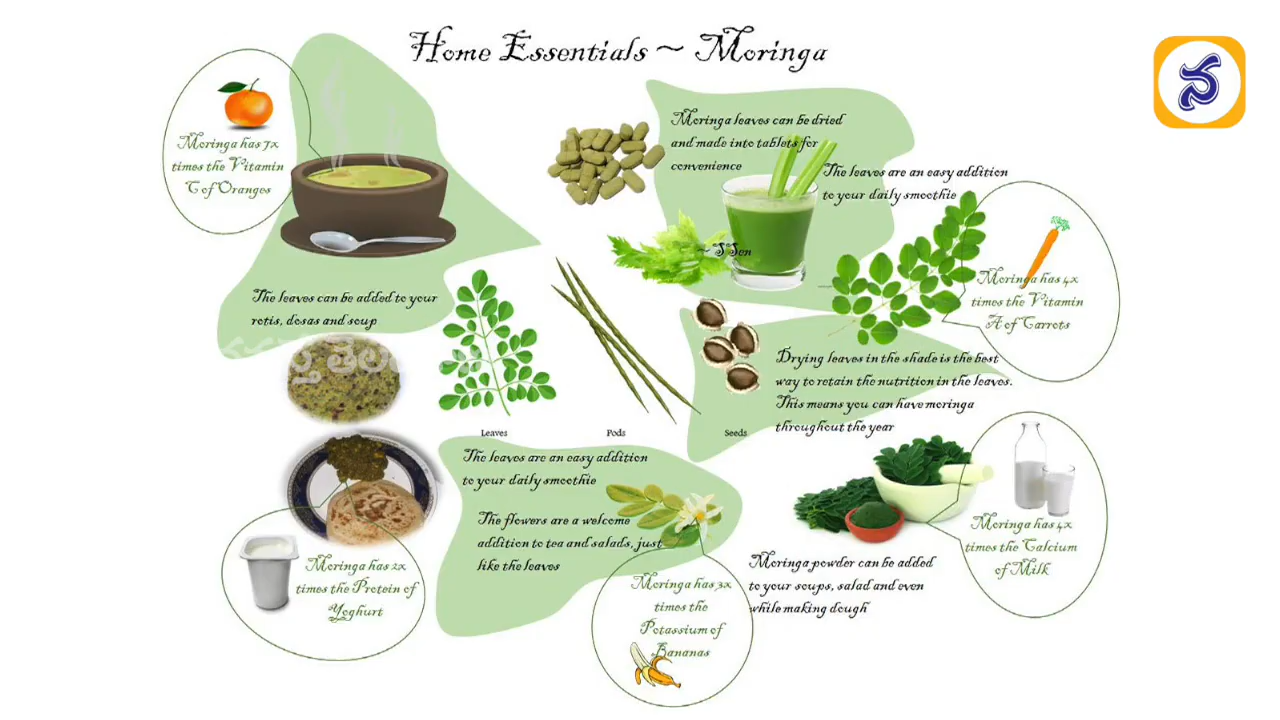 Home Essentials ~ Moringa
Moringa has 7x
times the Vitamin
C of Oranges
Moringa leaves can be dried
and made into tablets for
convenience
The leaves are an easy addition
to your daily smoothie
~ SSen
Moringa has 4x
times the Vitamin
A of Carrots
The leaves can be added to your
rotis, dosas and soup
Drying leaves in the shade is the best
way to retain the nutrition in the leaves.
This means you can have moringa
throughout the year
Leaves
Pods
Seeds
The leaves are an easy addition
to your daily smoothie
The flowers are a welcome
addition to tea and salads, just
like the leaves
Moringa has 4x
times the Calcium
of Milk
Moringa has 2x
times the Protein of
Yoghurt
Moringa has 3x
times the
Potassium of
Bananas
Moringa powder can be added
to your soups, salad and even
while making dough